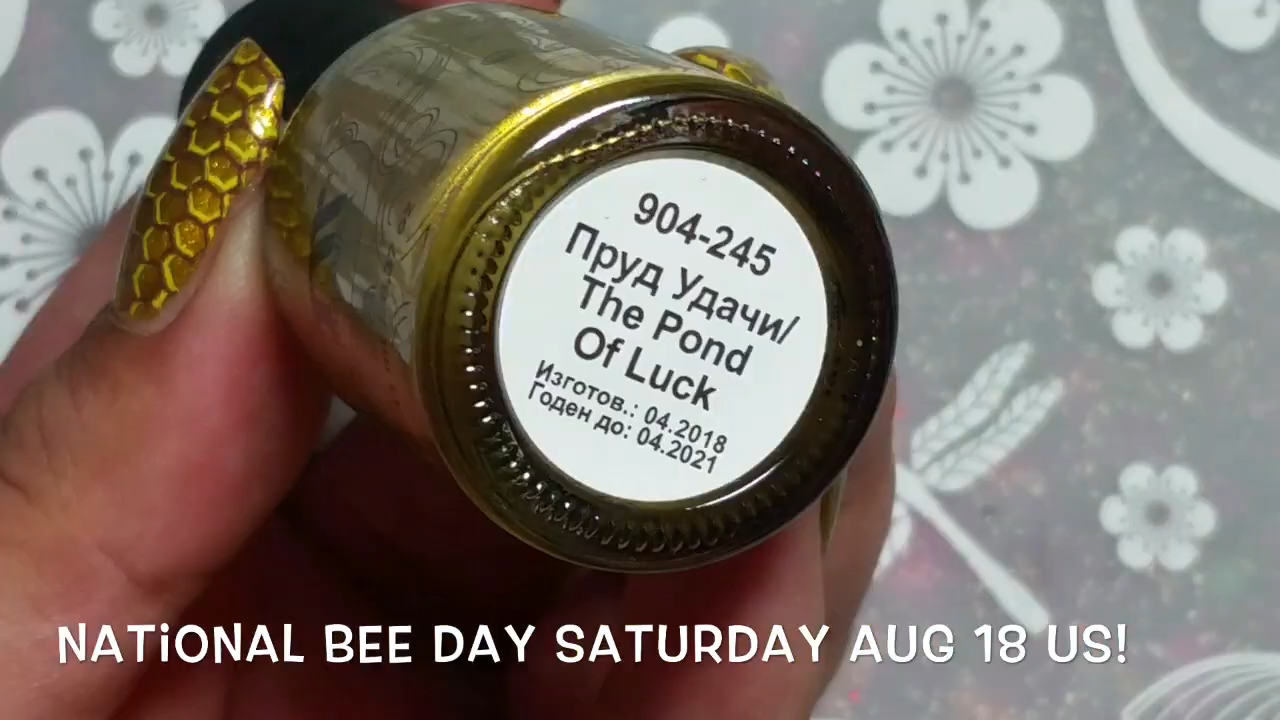 904-245
Пруд Удачи/
The Pond
Of Luck
Изготов.: 04.2018
Годен до: 04.2021
NATIONAL BEE DAY SATURDAY AUG 18 US!